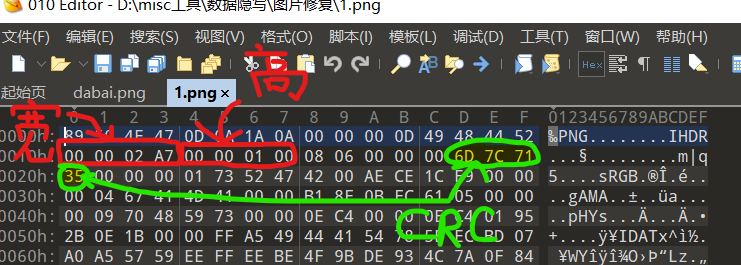 010 Editor - D:\misc工具\数据隐写\图片修复\1.png
文件(F) 编辑(E) 搜索(S) 视图(V) 格式(O) 脚本(I) 模板(L) 调试(D) 工具(T) 窗口(W) 帮助(H)
Hex
高
起始页 dabai.png 1.png ×
宽
0 1 2 3 4 5 6 7 8 9 A B C D E F 0123456789ABCDEF
0000h: 89 4E 47 0D 0A 1A 0A 00 00 00 0D 49 48 44 52 ‰PNG........IHDR
0010h: 00 00 02 A7 00 00 01 00 08 06 00 00 00 6D 7C 71 ...§.........m|q
0020h: 35 00 00 00 01 73 52 47 42 00 AE CE 1C E9 00 00 5....sRGB.®Î.é..
0030h: 00 04 67 41 4D 41 00 00 B1 8F 0B FC 61 05 00 00 ..gAMA..±..üa...
00 09 70 48 59 73 00 00 0E C4 00 00 0E C4 01 95 ..pHYs...Ä...Ä.•
2B 0E 1B 00 00 FF A5 49 44 41 54 78 5E EC BD 07 +....ÿ¥IDATx^ì½.
A0 A5 57 59 EE FF EE BE 4F 9B DE 93 4C 7A 0F 84
CRC